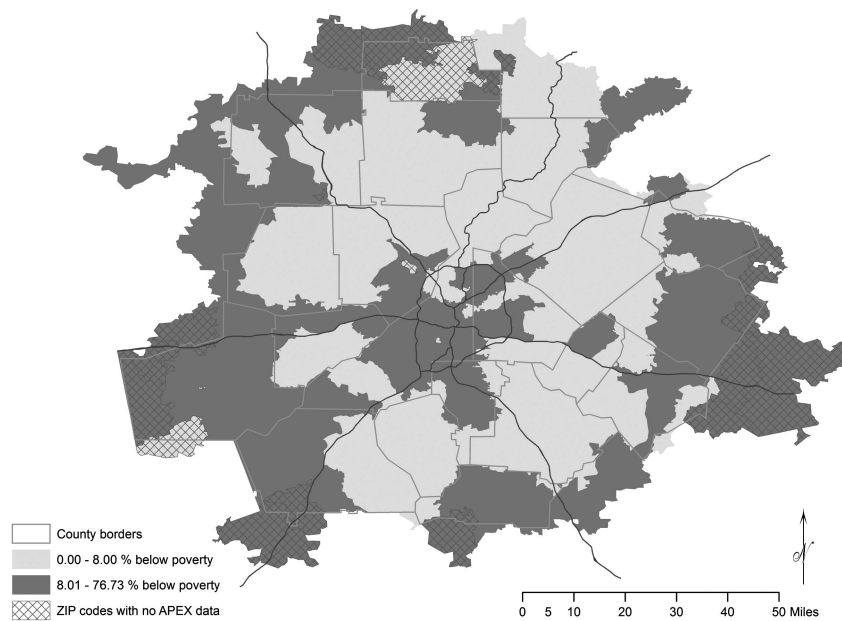 County borders
0.00 - 8.00 % below poverty
8.01 - 76.73 % below poverty
ZIP codes with no APEX data
N
0 5 10 20 30 40 50 Miles